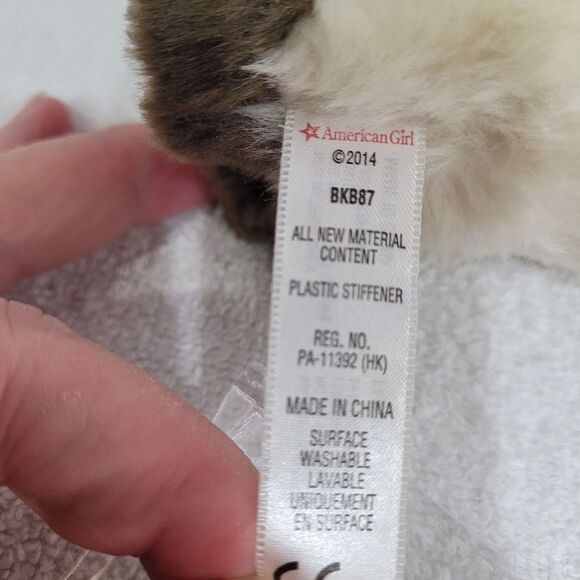 American Girl
©2014
BKB87
ALL NEW MATERIAL
CONTENT
PLASTIC STIFFENER
REG. NO.
PA-11392 (HK)
MADE IN CHINA
SURFACE
WASHABLE
LAVABLE
UNIQUEMENT
EN SURFACE
CE